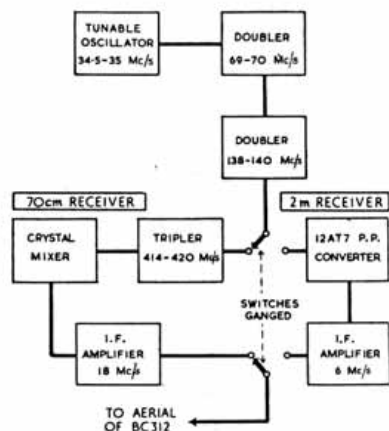 TUNABLE
OSCILLATOR
34·5-35 Mc/s
DOUBLER
69-70 Mc/s
DOUBLER
138-140 Mc/s
70cm RECEIVER
2m RECEIVER
CRYSTAL
MIXER
TRIPLER
414-420 Mc/s
12AT7 P.P.
CONVERTER
SWITCHES
GANGED
I.F.
AMPLIFIER
18 Mc/s
I.F.
AMPLIFIER
6 Mc/s
TO AERIAL
OF BC312